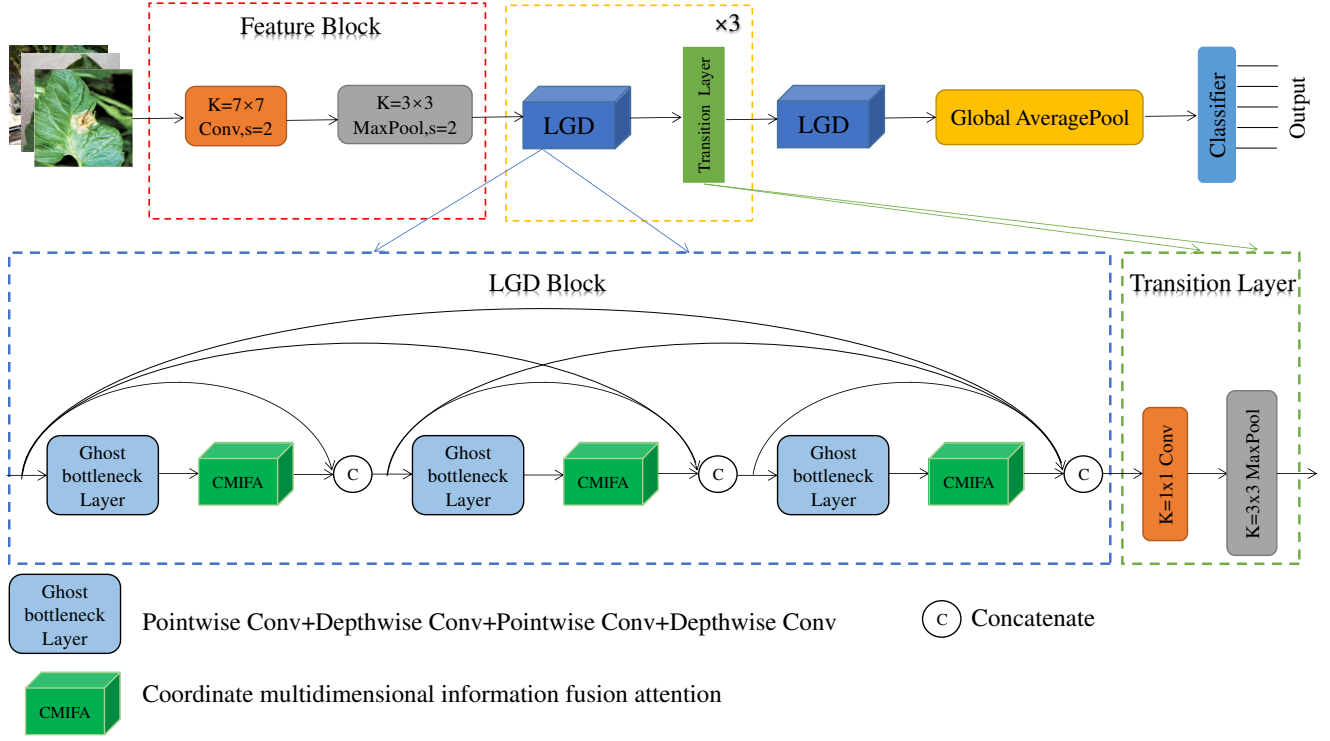 Feature Block
×3
K=7×7
Conv,s=2
K=3×3
MaxPool,s=2
LGD
Transition Layer
LGD
Global AveragePool
Classifier
Output
LGD Block
Transition Layer
Ghost
bottleneck
Layer
CMIFA
C
Ghost
bottleneck
Layer
CMIFA
C
Ghost
bottleneck
Layer
CMIFA
C
K=1x1 Conv
K=3x3 MaxPool
Ghost
bottleneck
Layer
Pointwise Conv+Depthwise Conv+Pointwise Conv+Depthwise Conv
C
Concatenate
CMIFA
Coordinate multidimensional information fusion attention